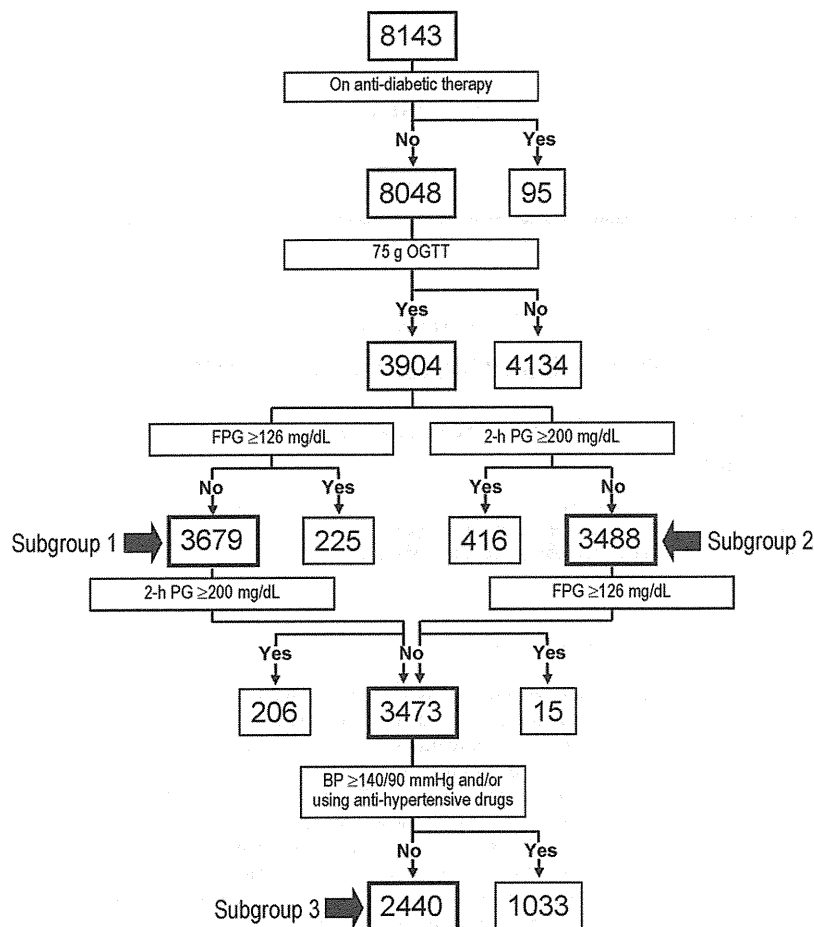 8143
On anti-diabetic therapy
No Yes
8048 95
75 g OGTT
Yes No
3904 4134
FPG ≥126 mg/dL 2-h PG ≥200 mg/dL
No Yes Yes No
Subgroup 1 3679 225 416 3488 Subgroup 2
2-h PG ≥200 mg/dL FPG ≥126 mg/dL
Yes No Yes
206 3473 15
BP ≥140/90 mmHg and/or
using anti-hypertensive drugs
No Yes
Subgroup 3 2440 1033